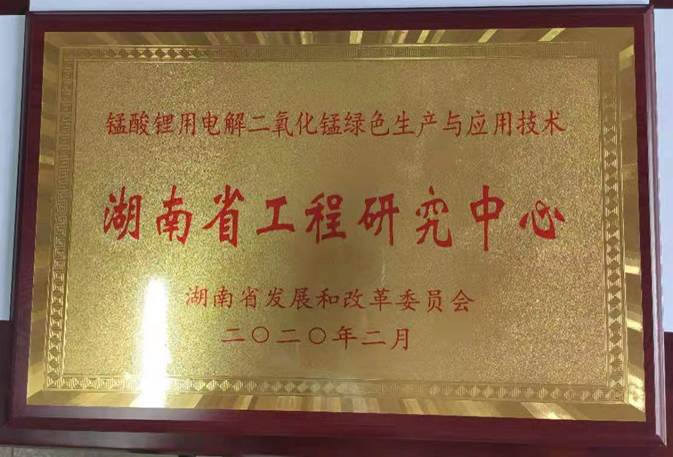 锰酸锂用电解二氧化锰绿色生产与应用技术
湖南省工程研究中心
湖南省发展和改革委员会
二〇二〇年二月